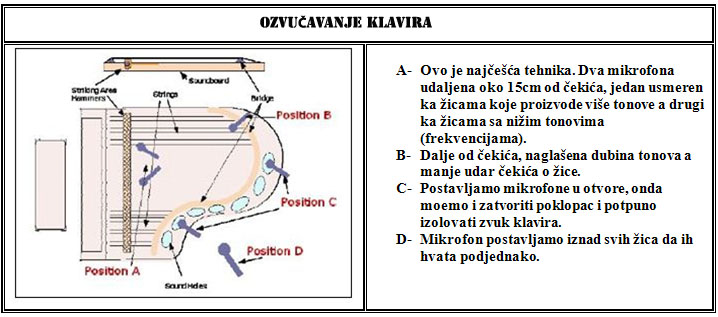 OZVUČAVANJE KLAVIRA
Soundboard
Striking Area
Hammers
Strings
Bridge
Position B
Position C
Position D
Position A
Sound Holes
A- Ovo je najčešća tehnika. Dva mikrofona
udaljena oko 15cm od čekića, jedan usmeren
ka žicama koje proizvode više tonove a drugi
ka žicama sa nižim tonovima
(frekvencijama).
B- Dalje od čekića, naglašena dubina tonova a
manje udar čekića o žice.
C- Postavljamo mikrofone u otvore, onda
moemo i zatvoriti poklopac i potpuno
izolovati zvuk klavira.
D- Mikrofon postavljamo iznad svih žica da ih
hvata podjednako.